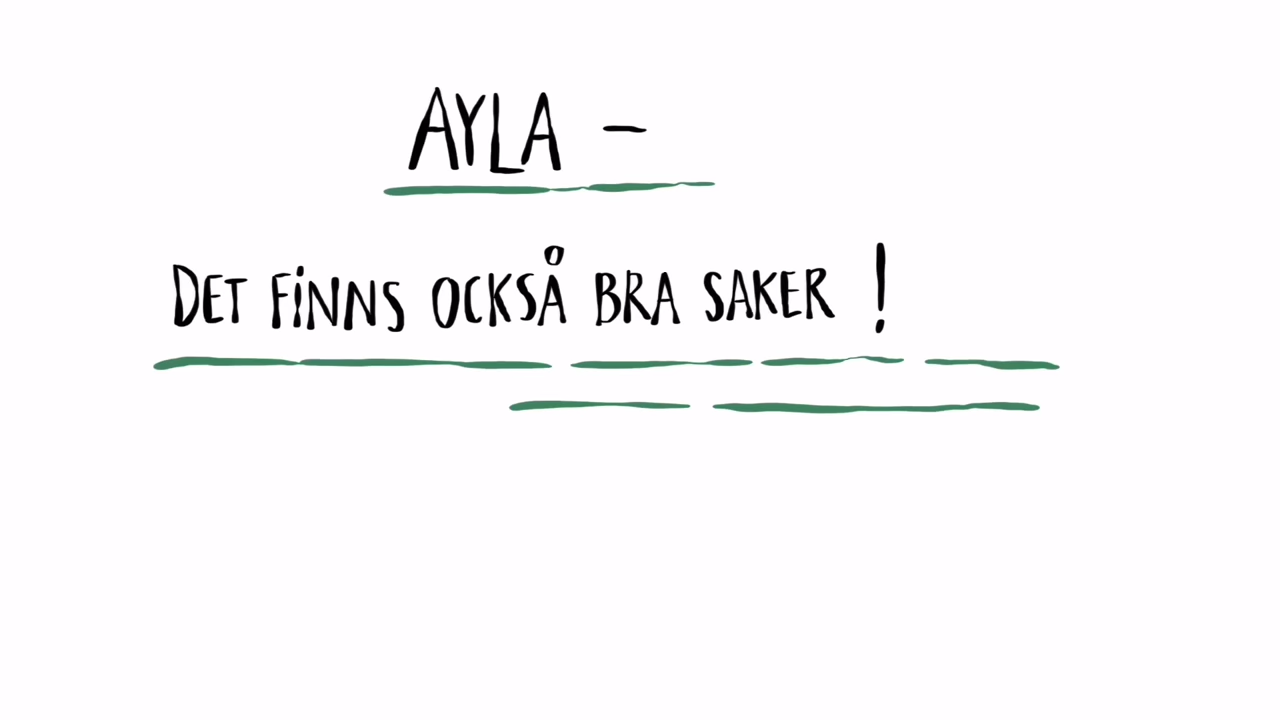 AYLA –
DET FINNS OCKSÅ BRA SAKER !